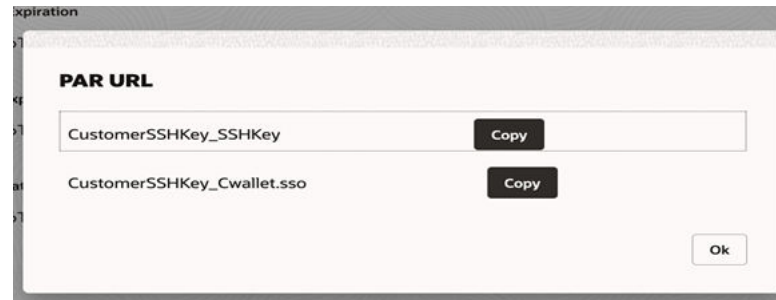 xpiration
PAR URL
CustomerSSHKey_SSHKey Copy
CustomerSSHKey_Cwallet.sso Copy
Ok